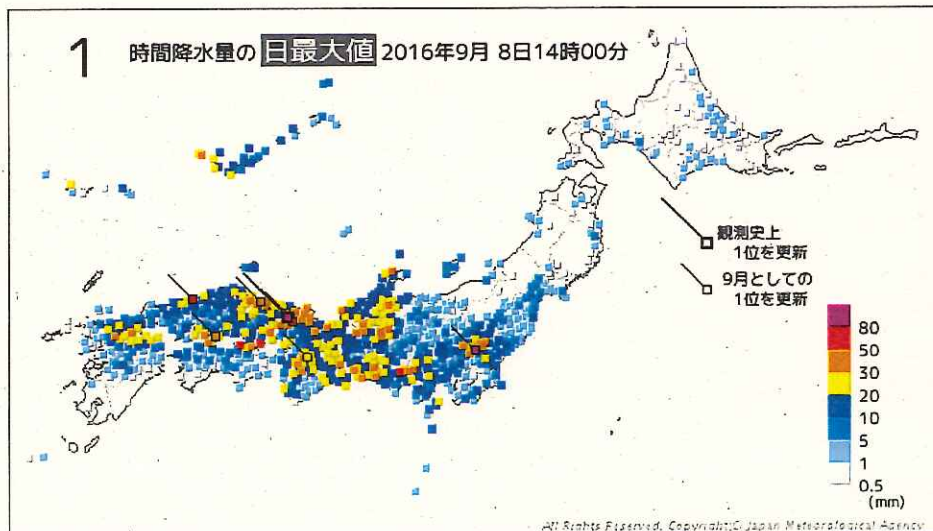 1 時間降水量の 日最大値 2016年9月 8日14時00分
観測史上
1位を更新
9月としての
1位を更新
80
50
30
20
10
5
1
0.5
(mm)
All Rights Reserved, Copyright(C) Japan Meteorological Agency